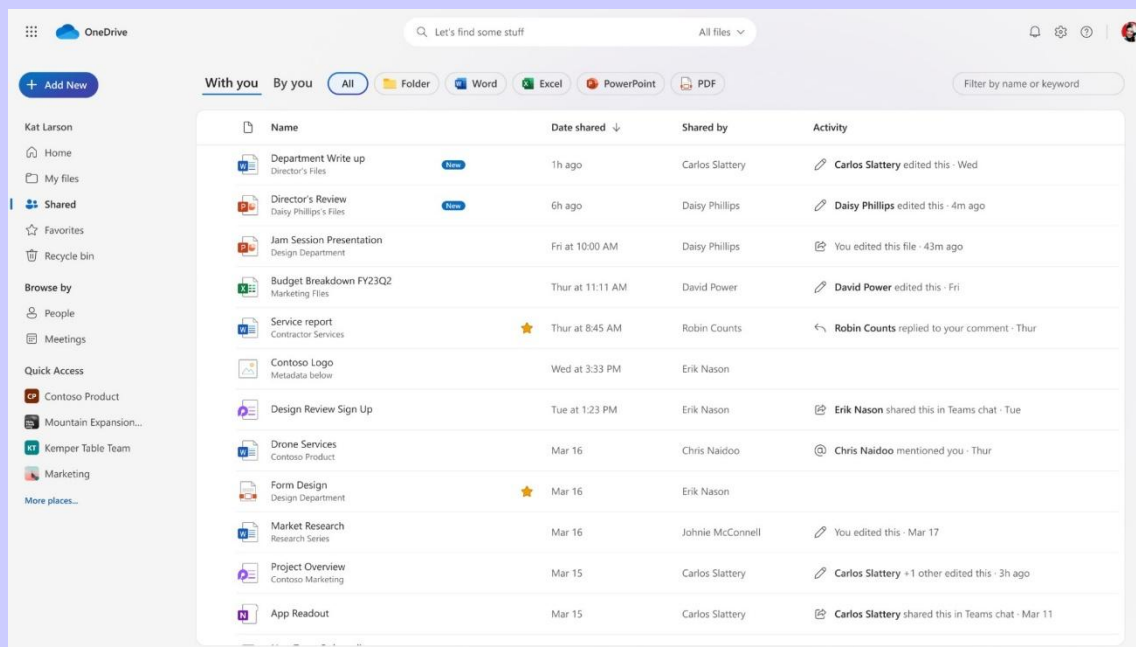 OneDrive
Let's find some stuff
All files
Add New
With you By you All Folder Word Excel PowerPoint PDF
Filter by name or keyword
Kat Larson
Home
My files
Shared
Favorites
Recycle bin
Browse by
People
Meetings
Quick Access
CP Contoso Product
Mountain Expansion...
KT Kemper Table Team
Marketing
More places...
Name Date shared Shared by Activity
Department Write up New 1h ago Carlos Slattery Carlos Slattery edited this · Wed
Director's Files
Director's Review New 6h ago Daisy Phillips Daisy Phillips edited this · 4m ago
Daisy Phillips's Files
Jam Session Presentation Fri at 10:00 AM Daisy Phillips You edited this file · 43m ago
Design Department
Budget Breakdown FY23Q2 Thur at 11:11 AM David Power David Power edited this · Fri
Marketing FIles
Service report Thur at 8:45 AM Robin Counts Robin Counts replied to your comment · Thur
Contractor Services
Contoso Logo Wed at 3:33 PM Erik Nason
Metadata below
Design Review Sign Up Tue at 1:23 PM Erik Nason Erik Nason shared this in Teams chat · Tue
Drone Services Mar 16 Chris Naidoo Chris Naidoo mentioned you · Thur
Contoso Product
Form Design Mar 16 Erik Nason
Design Department
Market Research Mar 16 Johnie McConnell You edited this · Mar 17
Research Series
Project Overview Mar 15 Carlos Slattery Carlos Slattery +1 other edited this · 3h ago
Contoso Marketing
App Readout Mar 15 Carlos Slattery Carlos Slattery shared this in Teams chat · Mar 11